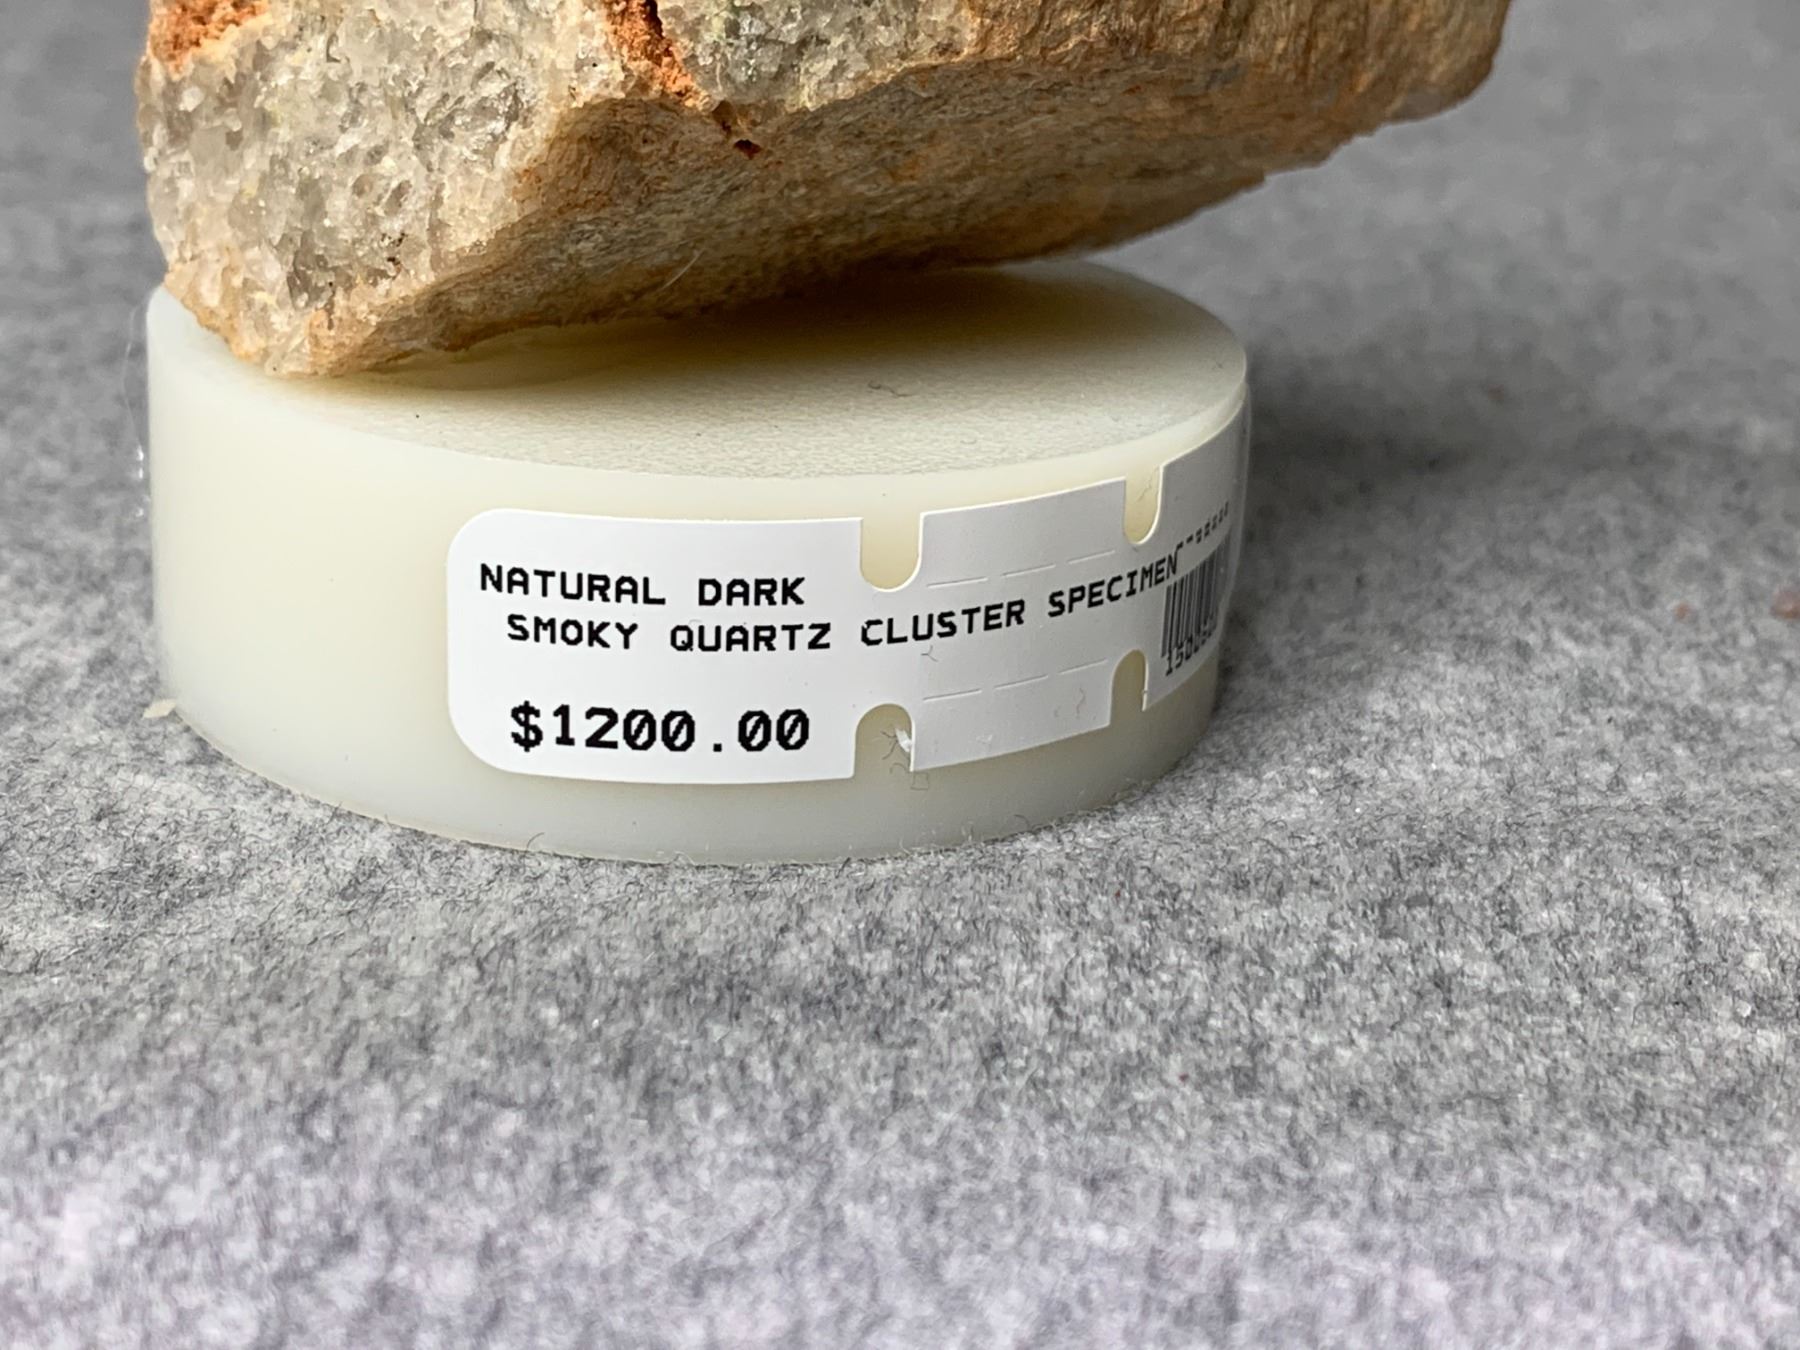 NATURAL DARK
SMOKY QUARTZ CLUSTER SPECIMEN
$1200.00